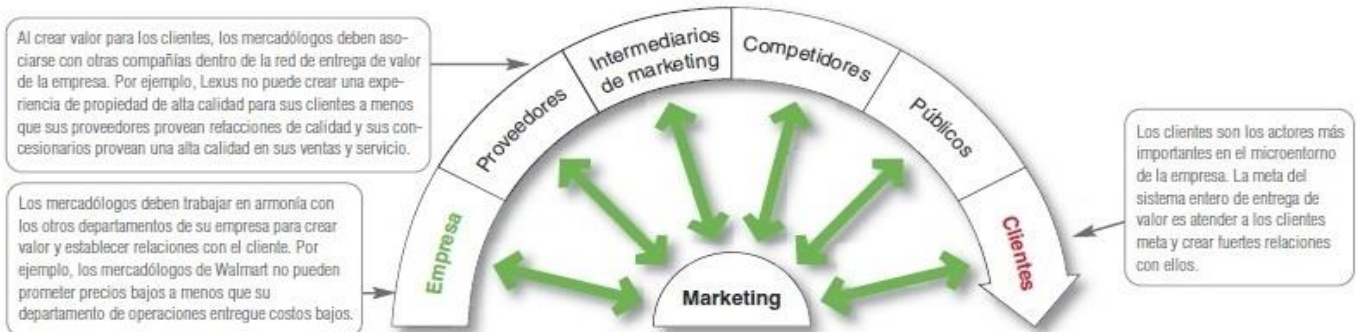 Al crear valor para los clientes, los mercadólogos deben aso-
ciarse con otras compañías dentro de la red de entrega de valor
de la empresa. Por ejemplo, Lexus no puede crear una expe-
riencia de propiedad de alta calidad para sus clientes a menos
que sus proveedores provean refacciones de calidad y sus con-
cesionarios provean una alta calidad en sus ventas y servicio.
Los mercadólogos deben trabajar en armonía con
los otros departamentos de su empresa para crear
valor y establecer relaciones con el cliente. Por
ejemplo, los mercadólogos de Walmart no pueden
prometer precios bajos a menos que su
departamento de operaciones entregue costos bajos.
Empresa
Proveedores
Intermediarios
de marketing
Competidores
Públicos
Clientes
Marketing
Los clientes son los actores más
importantes en el microentorno
de la empresa. La meta del
sistema entero de entrega de
valor es atender a los clientes
meta y crear fuertes relaciones
con ellos.